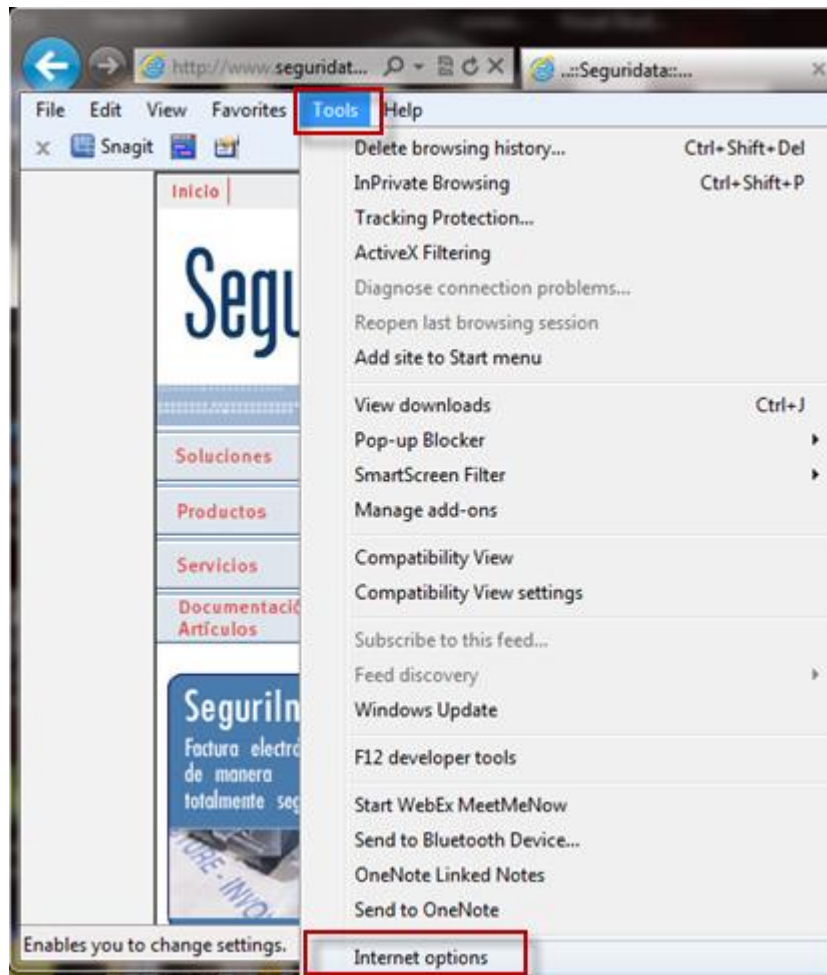 http://www.seguridat...
..::Seguridata::....
File Edit View Favorites Tools Help
Snagit
Delete browsing history... Ctrl+Shift+Del
InPrivate Browsing Ctrl+Shift+P
Tracking Protection...
ActiveX Filtering
Diagnose connection problems...
Reopen last browsing session
Add site to Start menu
View downloads Ctrl+J
Pop-up Blocker
SmartScreen Filter
Manage add-ons
Compatibility View
Compatibility View settings
Subscribe to this feed...
Feed discovery
Windows Update
F12 developer tools
Start WebEx MeetMeNow
Send to Bluetooth Device...
OneNote Linked Notes
Send to OneNote
Internet options
Inicio
Segu
Soluciones
Productos
Servicios
Documentació
Artículos
SeguriIn
Factura electró
de manera
totalmente seg
Enables you to change settings.